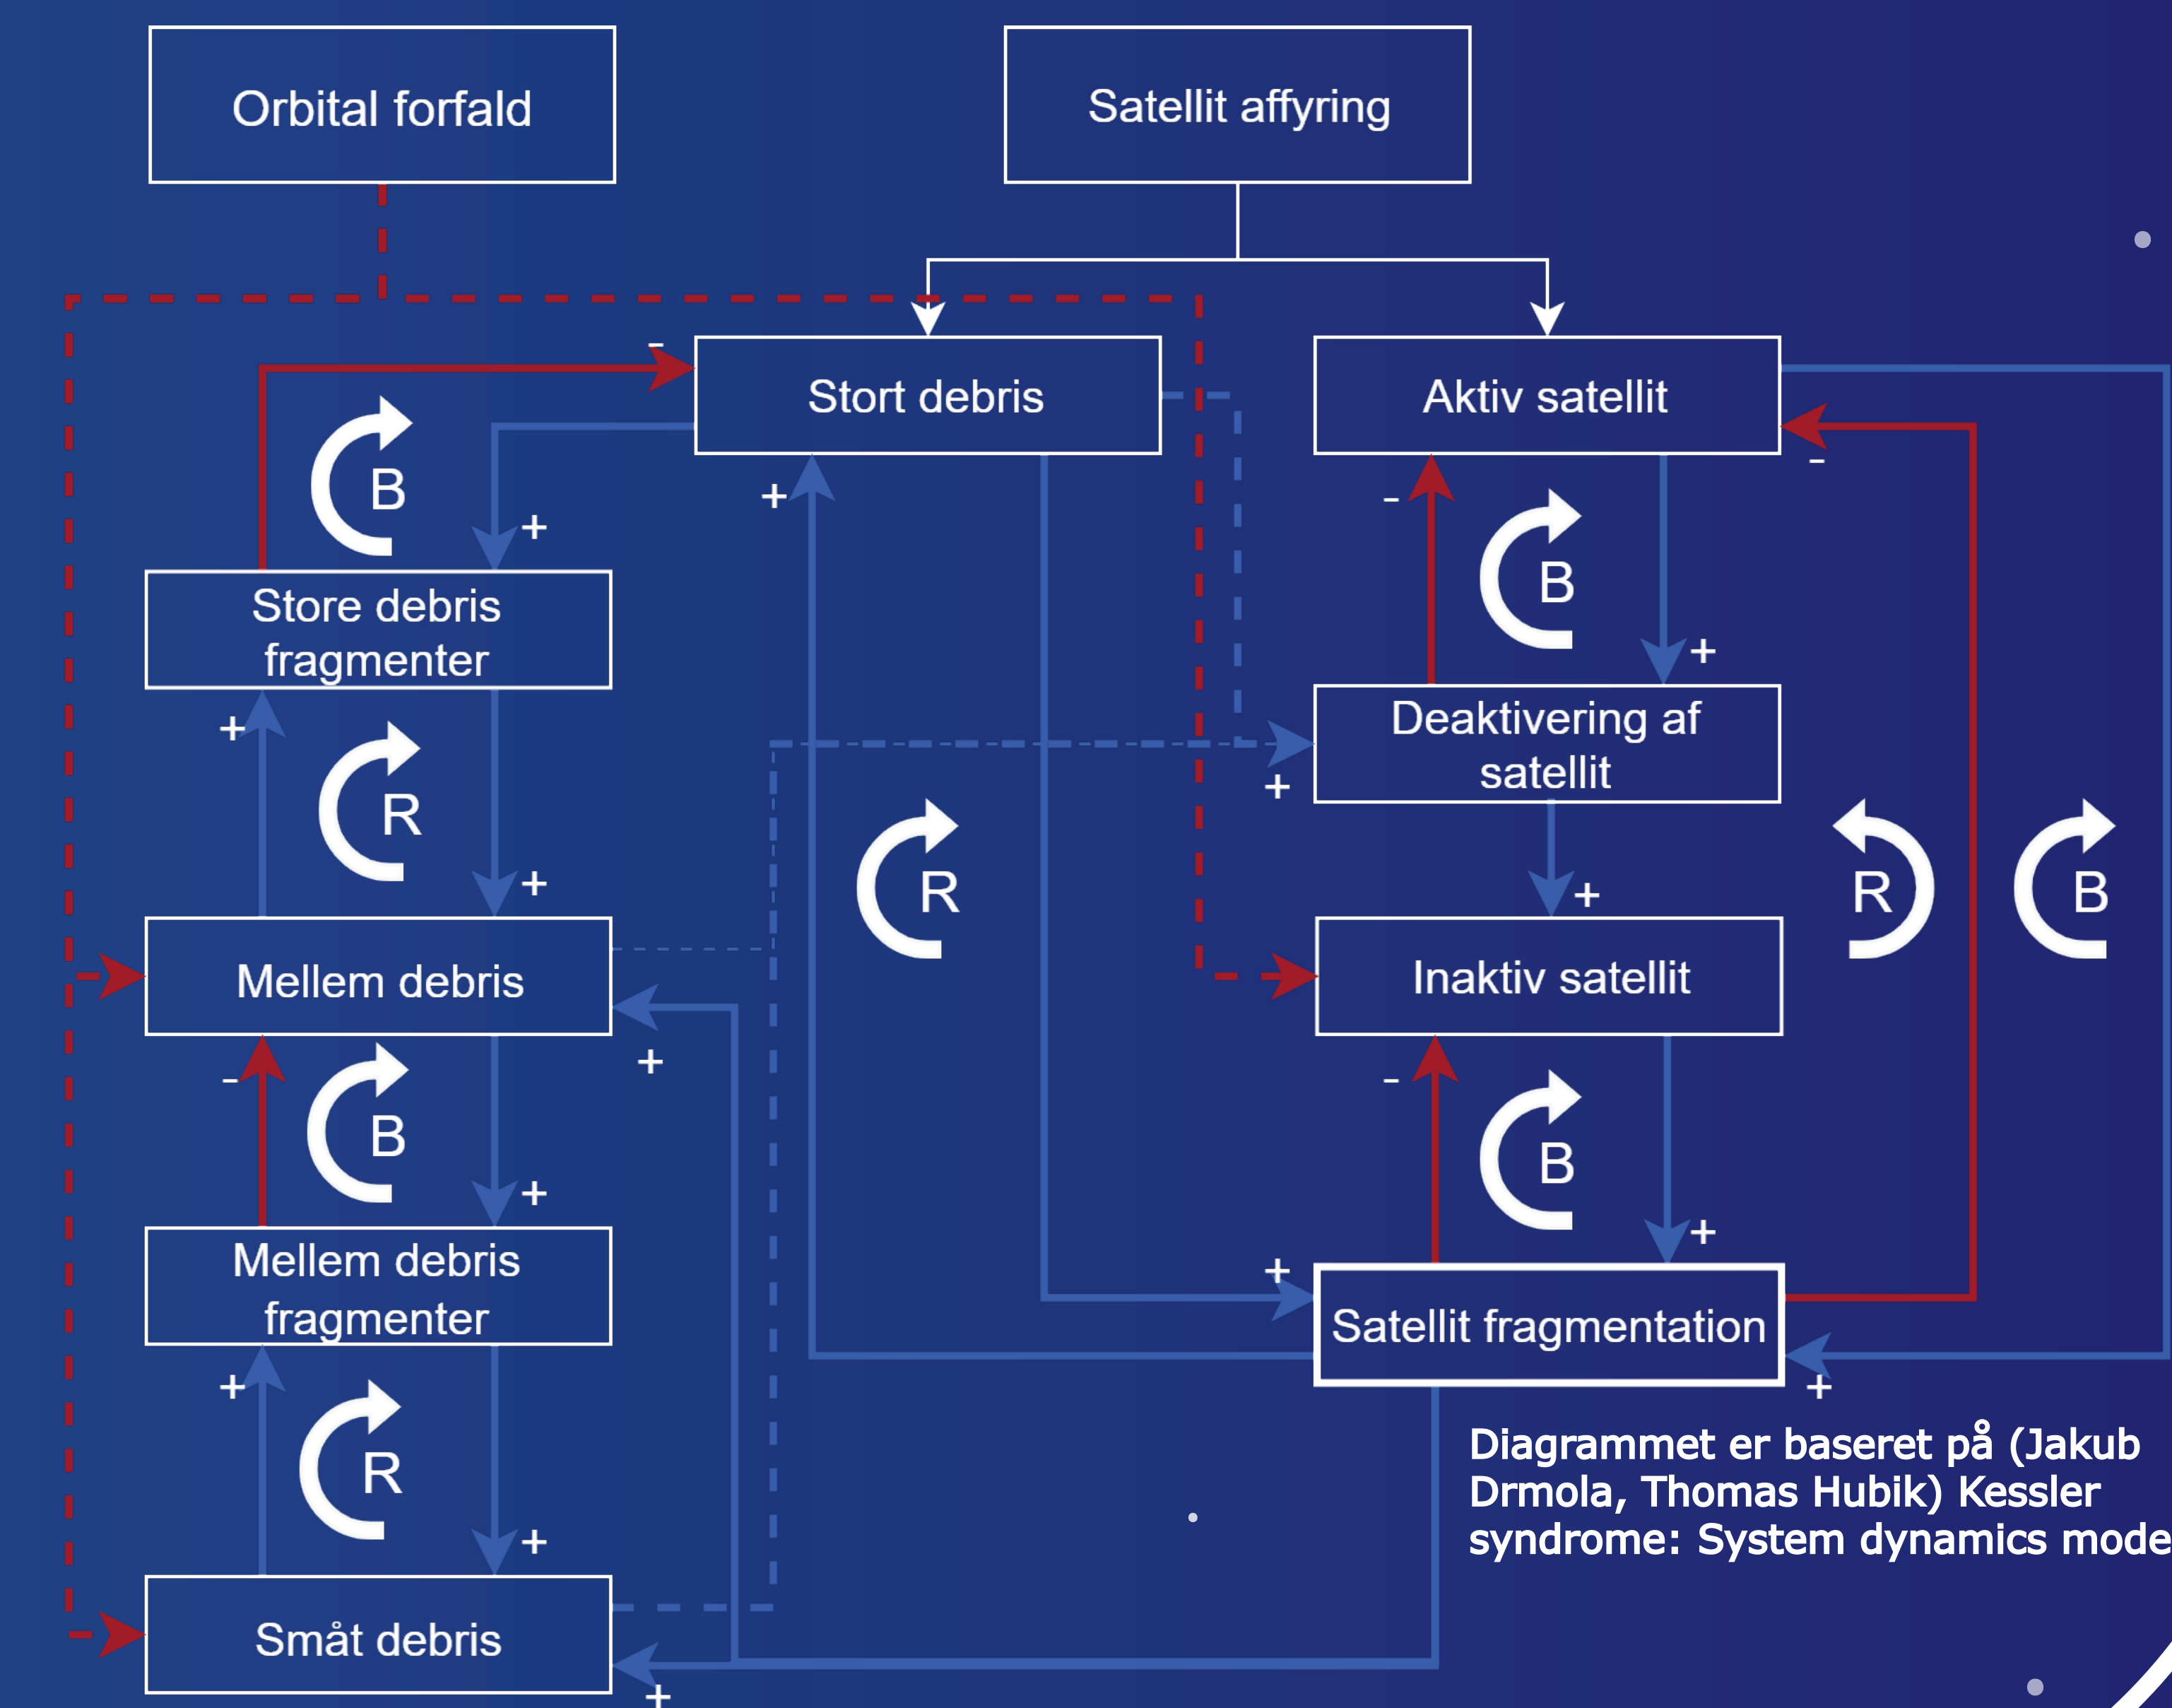 Orbital forfald
Satellit affyring
-
Stort debris
Aktiv satellit
-
+
-
B
+
B
Store debris
fragmenter
+
+
Deaktivering af
satellit
+
R
+
R
R
B
+
+
Mellem debris
Inaktiv satellit
+
-
-
B
B
+
+
Mellem debris
fragmenter
+
Satellit fragmentation
+
+
R
Diagrammet er baseret på (Jakub
Drmola, Thomas Hubik) Kessler
syndrome: System dynamics mode
+
Småt debris
+